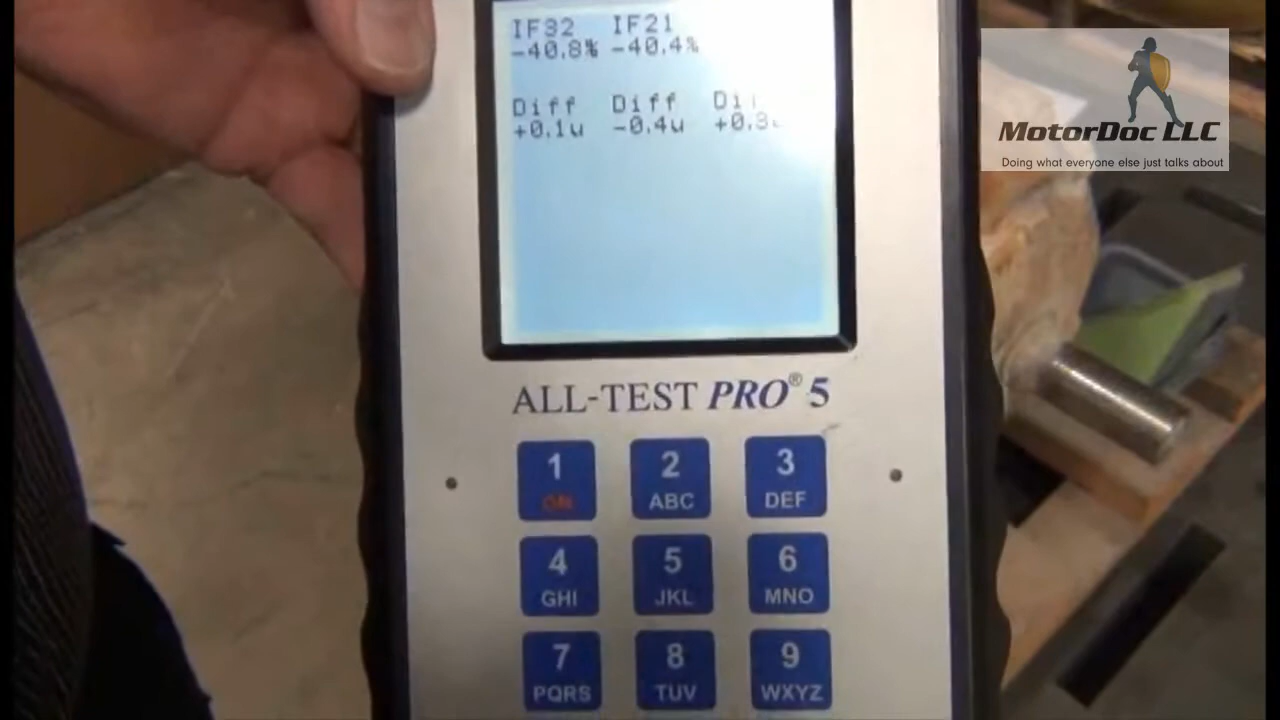 IF32 IF21
-40.8% -40.4%
Diff Diff
+0.1u -0.4u
MotorDoc LLC
Doing what everyone else just talks about
ALL-TEST PRO® 5
1 2 3
ON ABC DEF
4 5 6
GHI JKL MNO
7 8 9
PQRS TUV WXYZ